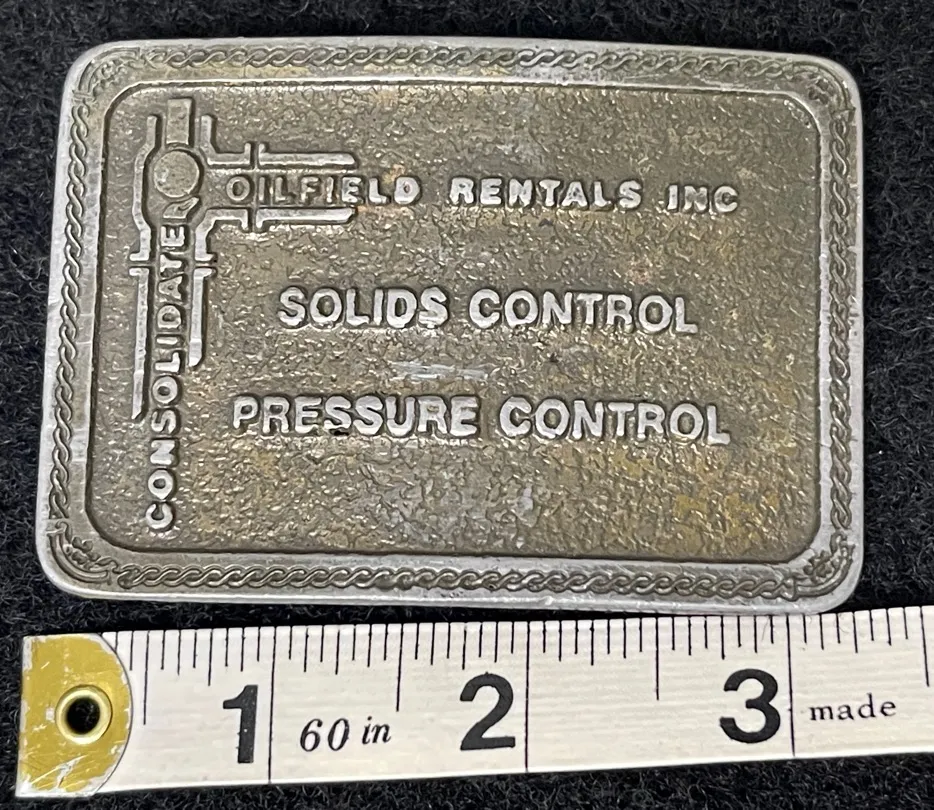 CONSOLIDATED
OILFIELD RENTALS INC
SOLIDS CONTROL
PRESSURE CONTROL
1 2 3
60 in made